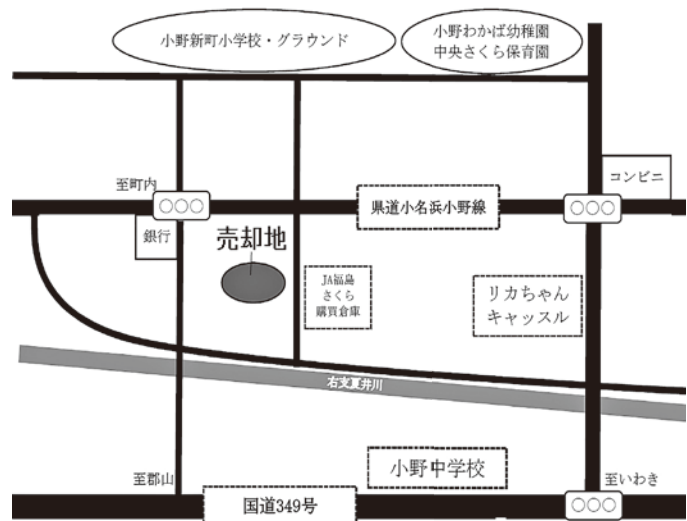 小野新町小学校・グラウンド
小野わかば幼稚園
中央さくら保育園
至町内
コンビニ
○○○
県道小名浜小野線
○○○
銀行
売却地
JA福島
さくら
購買倉庫
リカちゃん
キャッスル
右支夏井川
小野中学校
至郡山
至いわき
国道349号
○○○